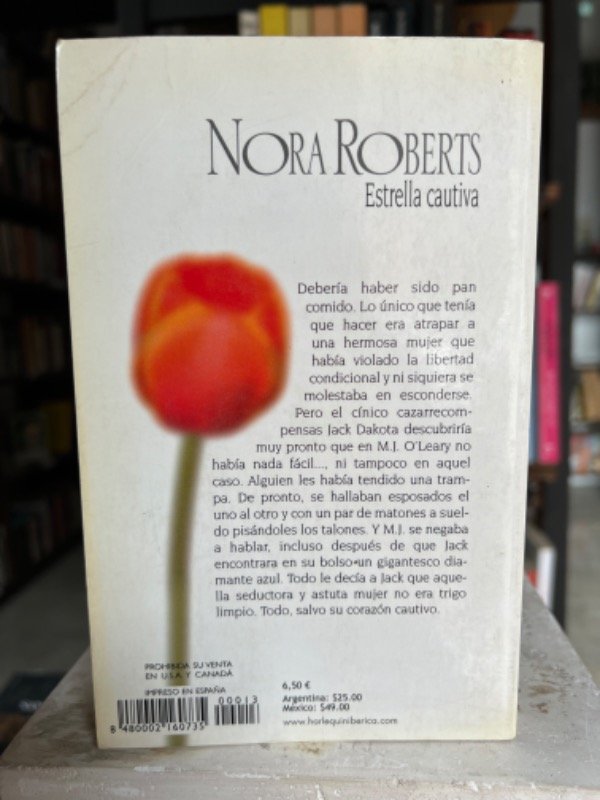 NORA ROBERTS
Estrella cautiva
Debería haber sido pan
comido. Lo único que tenía
que hacer era atrapar a
una hermosa mujer que
había violado la libertad
condicional y ni siquiera se
molestaba en esconderse.
Pero el cínico cazarrecom-
pensas Jack Dakota descubriría
muy pronto que en M.J. O'Leary no
había nada fácil..., ni tampoco en aquel
caso. Alguien les había tendido una tram-
pa. De pronto, se hallaban esposados el
uno al otro y con un par de matones a suel-
do pisándoles los talones. Y M.J. se negaba
a hablar, incluso después de que Jack
encontrara en su bolso un gigantesco dia-
mante azul. Todo le decía a Jack que aque-
lla seductora y astuta mujer no era trigo
limpio. Todo, salvo su corazón cautivo.
PROHIBIDA SU VENTA
EN U.S.A Y CANADÁ
IMPRESO EN ESPAÑA
00013
8 480002 160735
6,50 €
Argentina: $25.00
México: $49.00
www.harlequiniberica.com